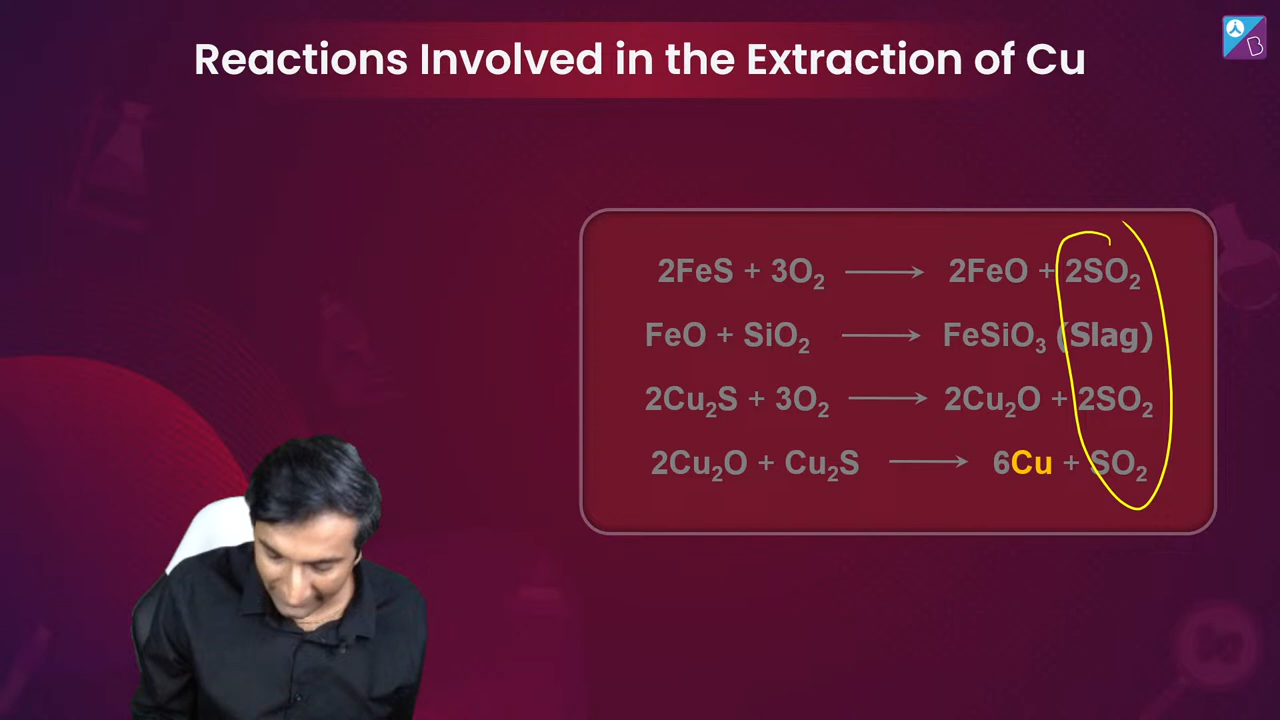 Reactions Involved in the Extraction of Cu
B
2FeS + 3O₂ ⟶ 2FeO + 2SO₂
FeO + SiO₂ ⟶ FeSiO₃ (Slag)
2Cu₂S + 3O₂ ⟶ 2Cu₂O + 2SO₂
2Cu₂O + Cu₂S ⟶ 6Cu + SO₂